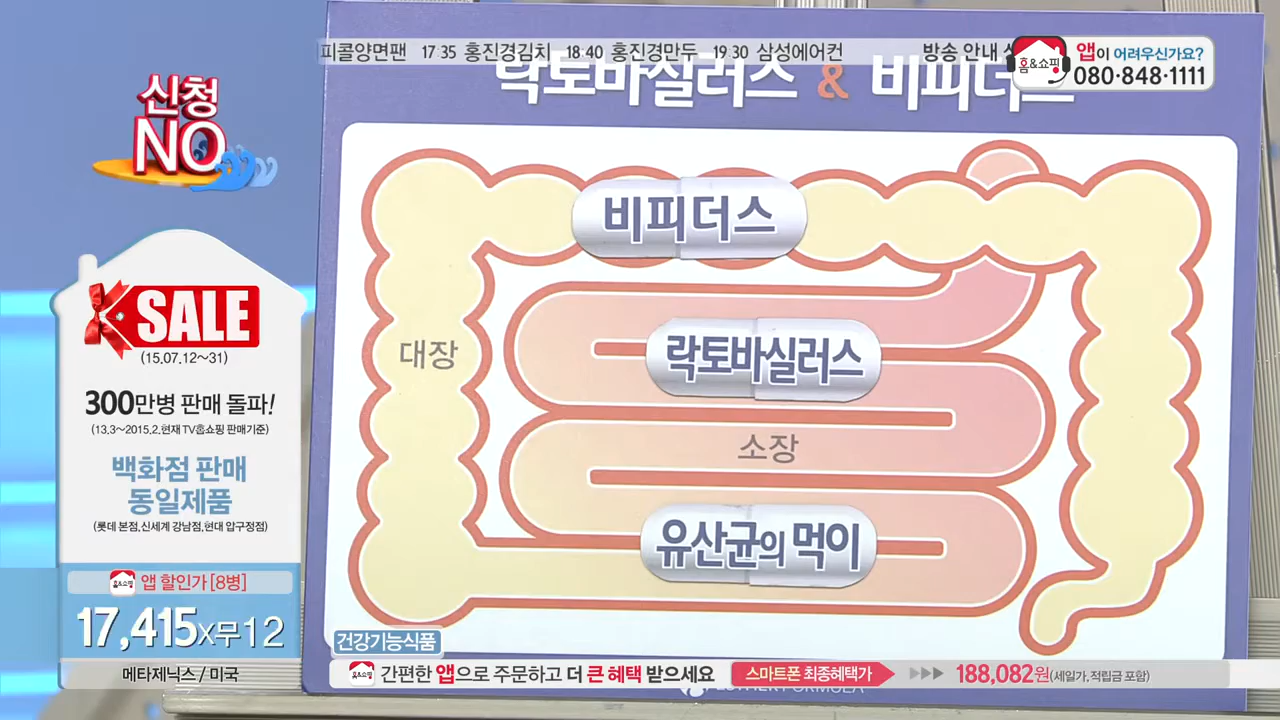 피콜양면팬 17:35 홍진경김치 18:40 홍진경만두 19:30 삼성에어컨 방송 안내
홈&쇼핑
앱이 어려우신가요?
080·848·1111
락토바실러스 & 비피더스
신청
NO
비피더스
락토바실러스
대장
소장
유산균의 먹이
SALE
(15.07.12~31)
300만병 판매 돌파!
(13.3~2015.2.현재 TV홈쇼핑 판매기준)
백화점 판매
동일제품
(롯데 본점,신세계 강남점,현대 압구정점)
홈&쇼핑 앱 할인가 [8병]
17,415X무12
메타제닉스 / 미국
건강기능식품
홈&쇼핑 간편한 앱으로 주문하고 더 큰 혜택 받으세요 스마트폰 최종혜택가 188,082원(세일가,적립금 포함)